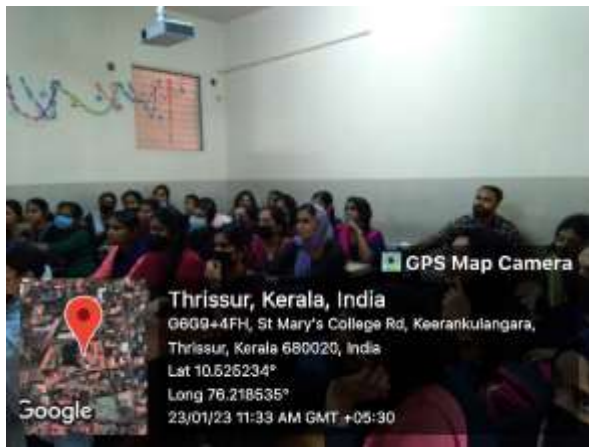 GPS Map Camera
Thrissur, Kerala, India
G6G9+4FH, St Mary's College Rd, Keerankulangara,
Thrissur, Kerala 680020, India
Lat 10.525234°
Long 76.218535°
23/01/23 11:33 AM GMT +05:30
Google